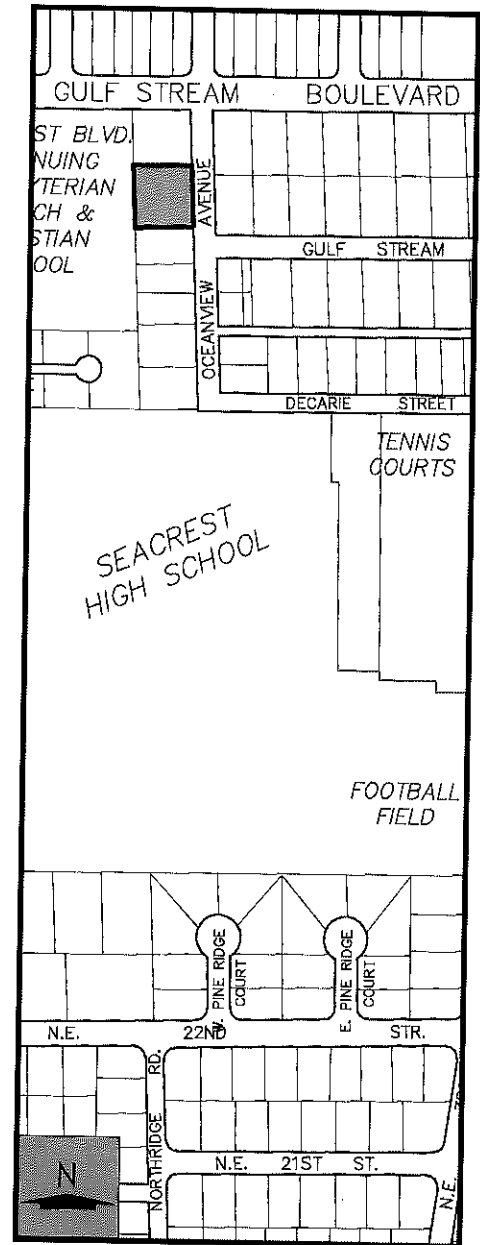 GULF STREAM BOULEVARD
ST BLVD.
NUING
YTERIAN
CH &
STIAN
OOL
AVENUE
OCEANVIEW
GULF STREAM
DECARIE STREET
TENNIS
COURTS
SEACREST
HIGH SCHOOL
FOOTBALL
FIELD
W. PINE RIDGE
COURT
E. PINE RIDGE
COURT
N.E. 22ND STR.
NORTHRIDGE RD.
N.E. 21ST ST.
N.E.
N